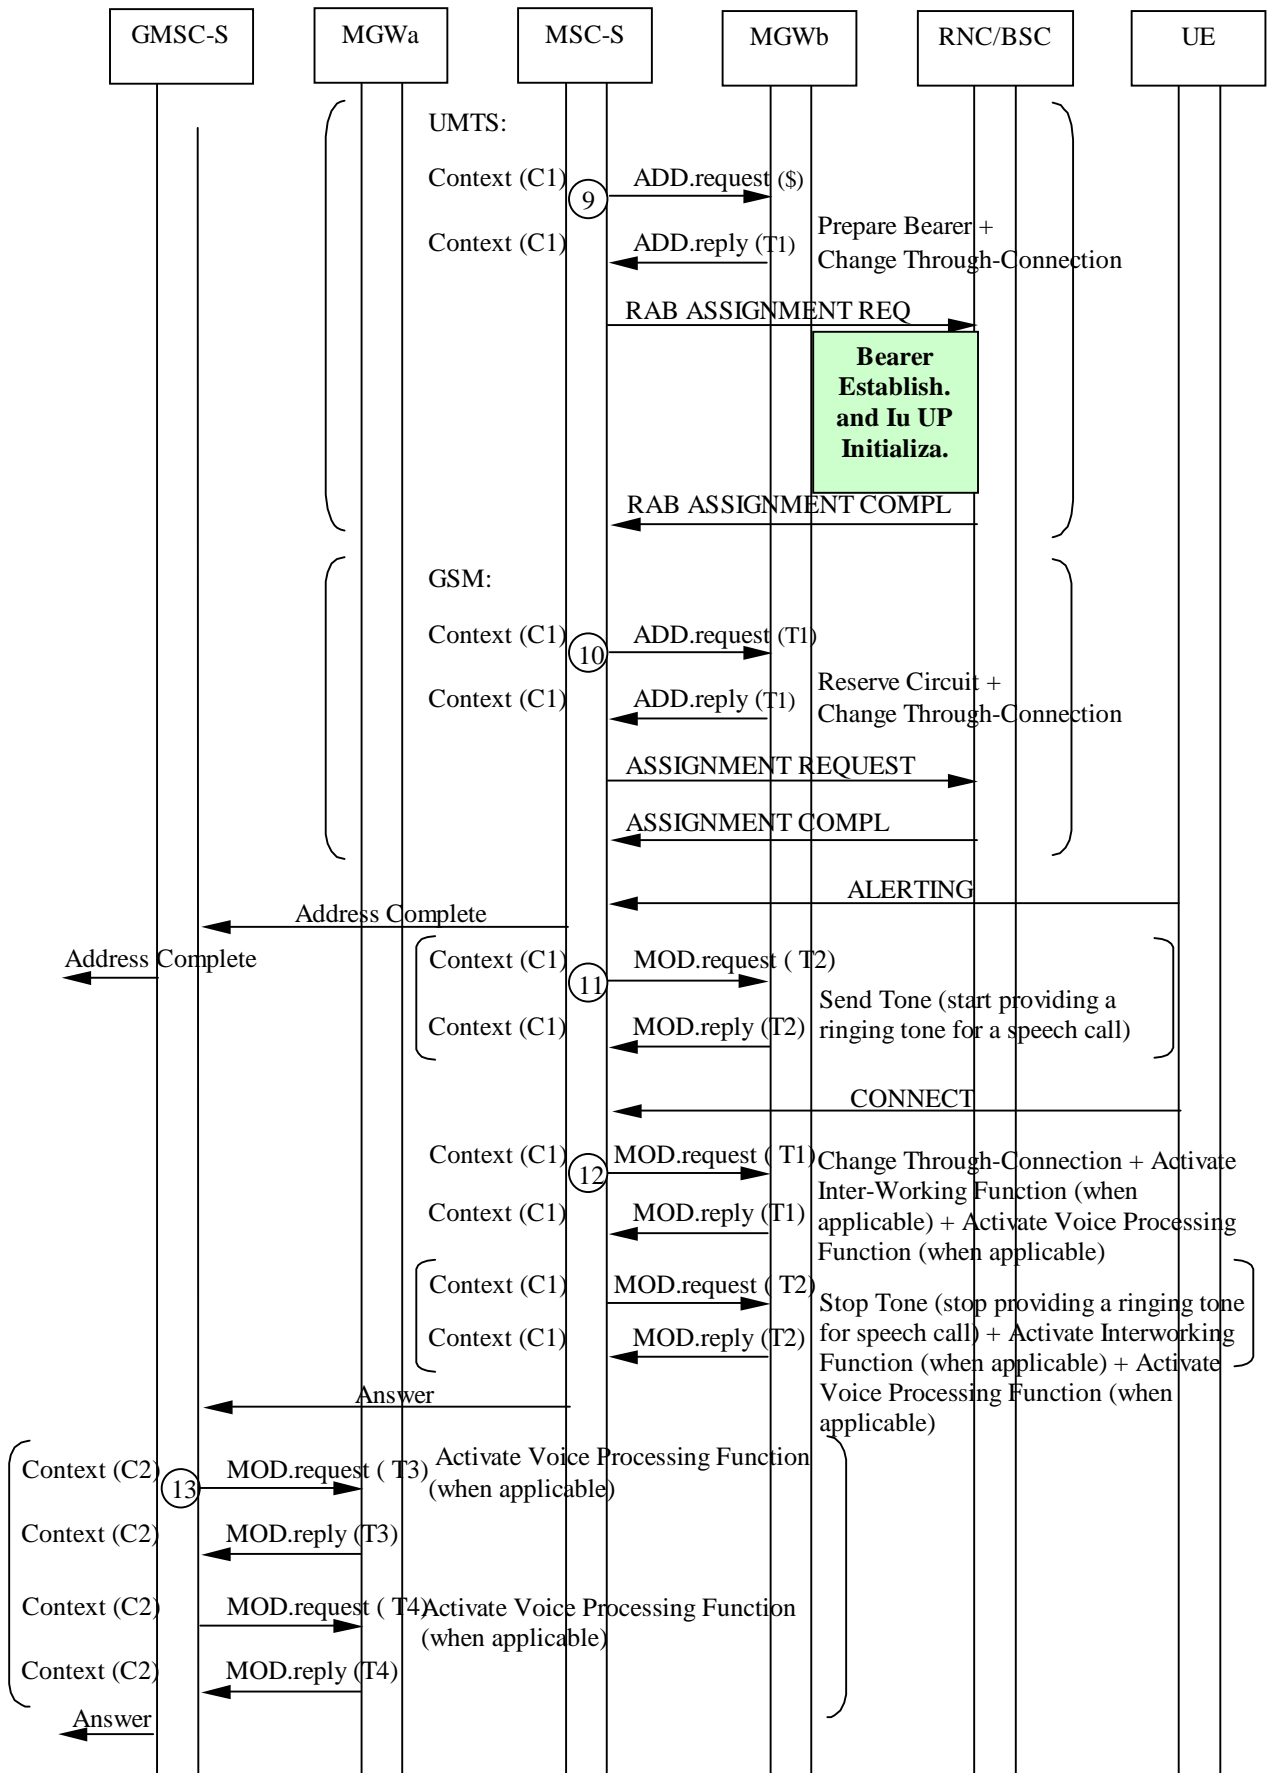 GMSC-S MGWa MSC-S MGWb RNC/BSC UE
UMTS:
Context (C1) 9 ADD.request ($)
Context (C1) ADD.reply (T1)
Prepare Bearer +
Change Through-Connection
RAB ASSIGNMENT REQ
Bearer
Establish.
and Iu UP
Initializa.
RAB ASSIGNMENT COMPL
GSM:
Context (C1) 10 ADD.request (T1)
Context (C1) ADD.reply (T1)
Reserve Circuit +
Change Through-Connection
ASSIGNMENT REQUEST
ASSIGNMENT COMPL
ALERTING
Address Complete
Address Complete
Context (C1) 11 MOD.request ( T2)
Context (C1) MOD.reply (T2)
Send Tone (start providing a
ringing tone for a speech call)
CONNECT
Context (C1) 12 MOD.request ( T1)
Context (C1) MOD.reply (T1)
Change Through-Connection + Activate
Inter-Working Function (when
applicable) + Activate Voice Processing
Function (when applicable)
Context (C1) MOD.request ( T2)
Context (C1) MOD.reply (T2)
Stop Tone (stop providing a ringing tone
for speech call) + Activate Interworking
Function (when applicable) + Activate
Voice Processing Function (when
applicable)
Answer
Context (C2) 13 MOD.request ( T3)
Activate Voice Processing Function
(when applicable)
Context (C2) MOD.reply (T3)
Context (C2) MOD.request ( T4)
Activate Voice Processing Function
(when applicable)
Context (C2) MOD.reply (T4)
Answer